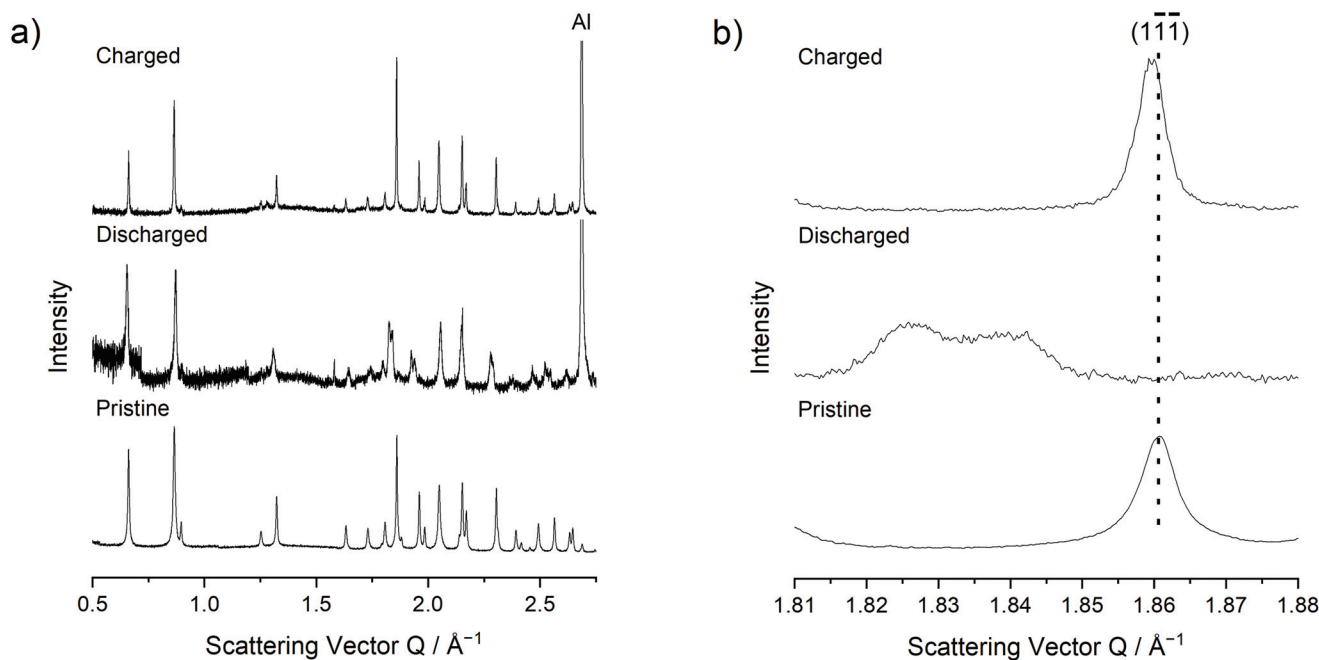 a)
Al
Charged
Discharged
Pristine
Intensity
0.5 1.0 1.5 2.0 2.5
Scattering Vector Q / Å⁻¹
b)
(11̅1̅)
Charged
Discharged
Pristine
Intensity
1.81 1.82 1.83 1.84 1.85 1.86 1.87 1.88
Scattering Vector Q / Å⁻¹